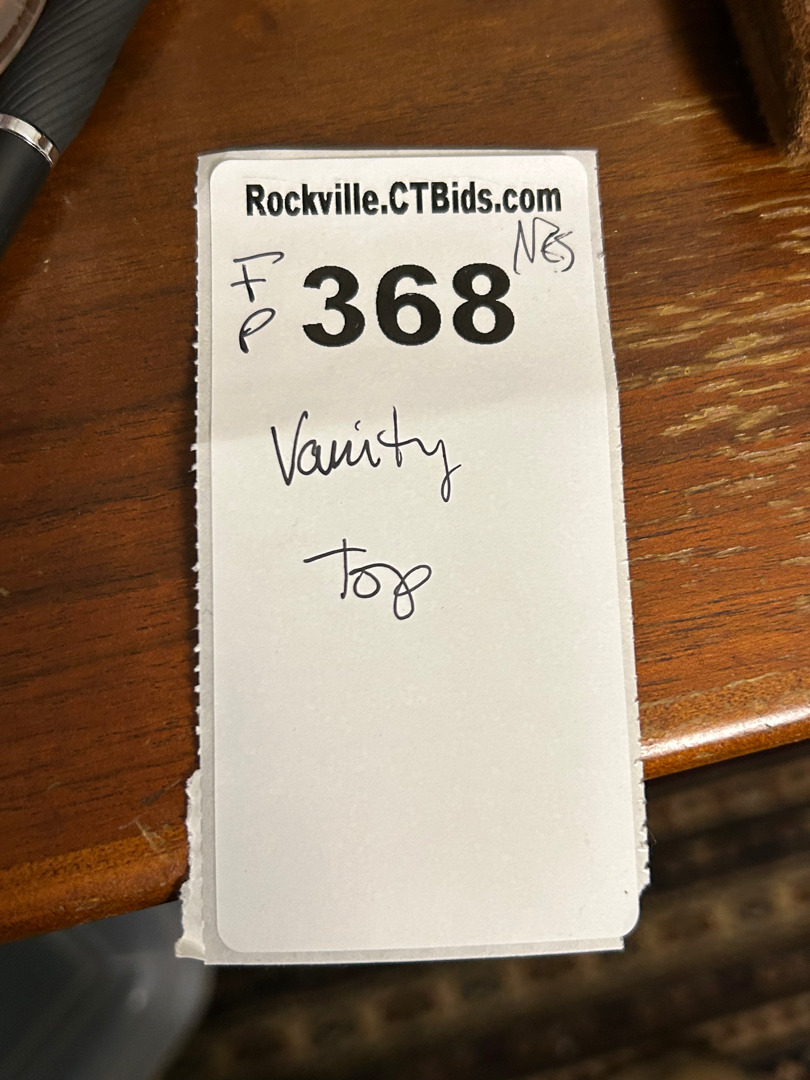 Rockville.CTBids.com
NES
F
P
368
Vanity
Top